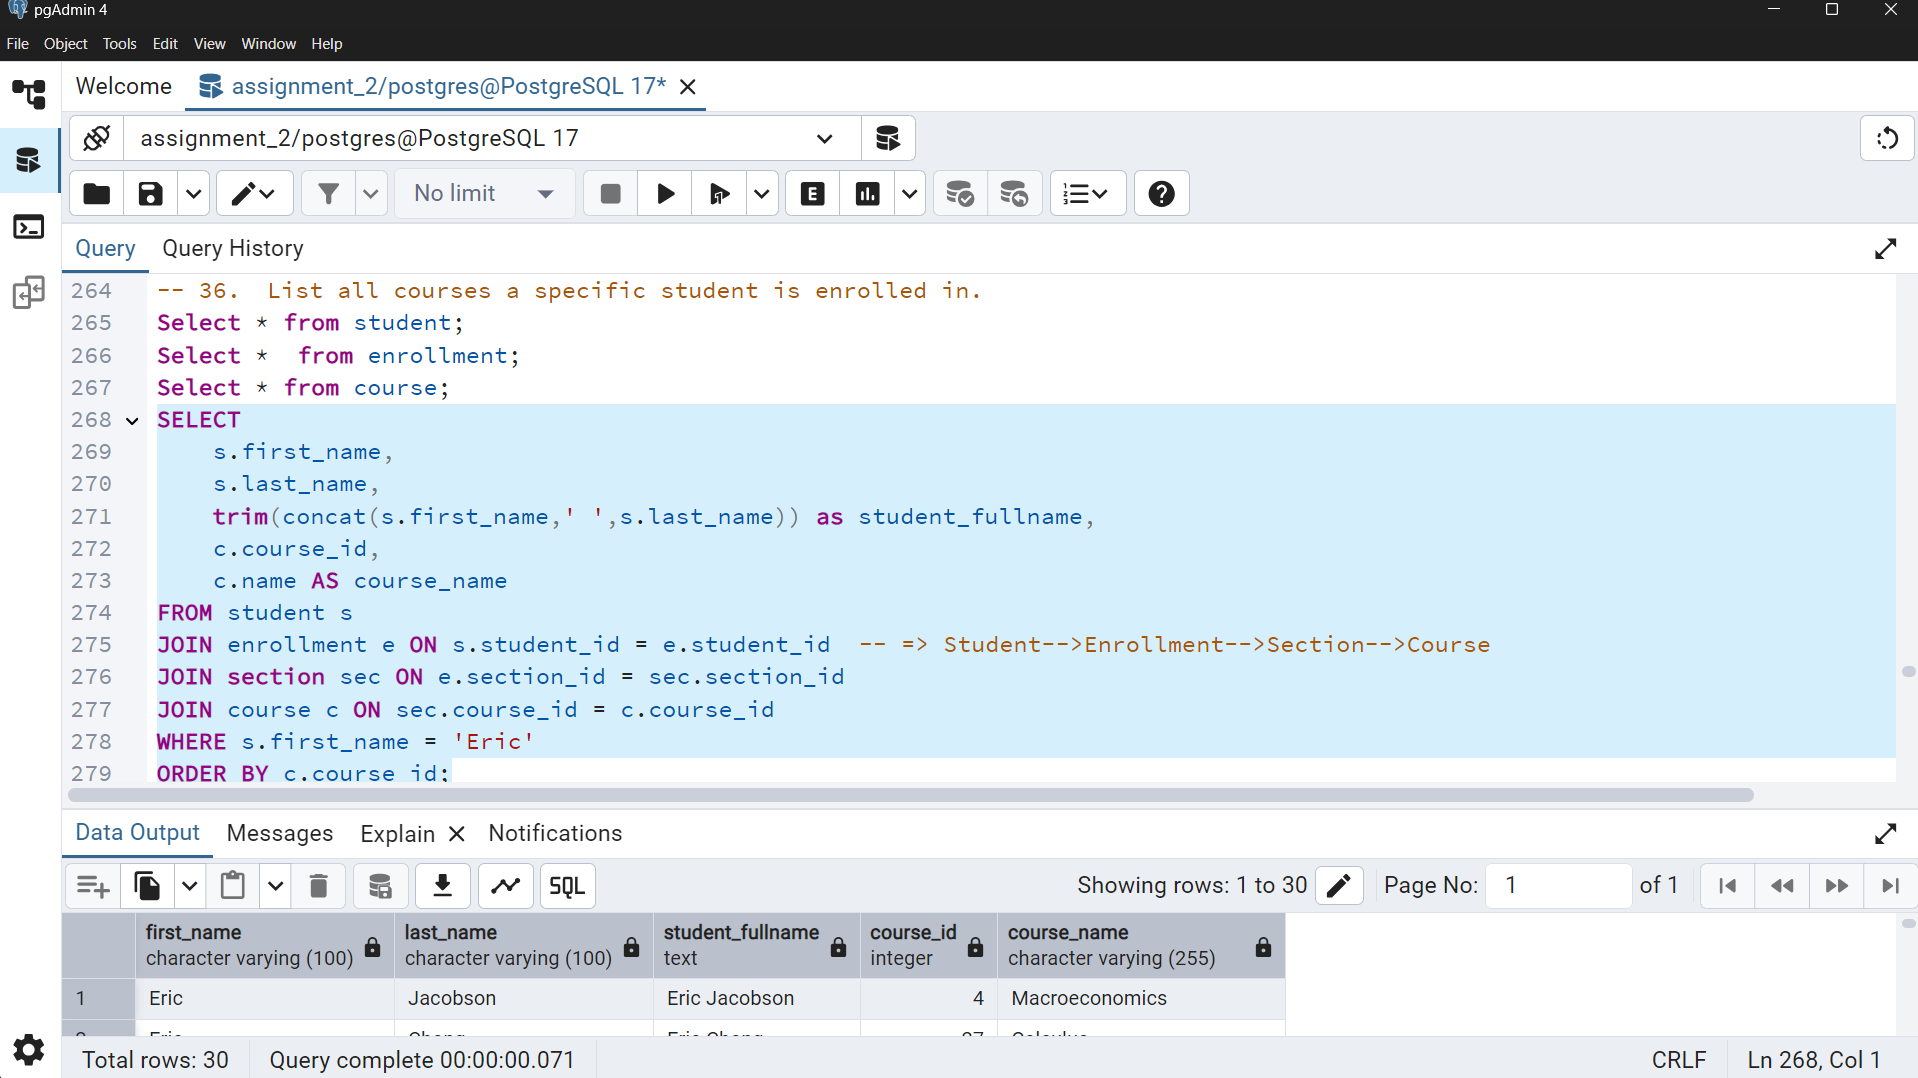 pgAdmin 4
File Object Tools Edit View Window Help
Welcome assignment_2/postgres@PostgreSQL 17*
assignment_2/postgres@PostgreSQL 17
No limit
Query Query History
264 -- 36.  List all courses a specific student is enrolled in.
265 Select * from student;
266 Select *  from enrollment;
267 Select * from course;
268 SELECT
269     s.first_name,
270     s.last_name,
271     trim(concat(s.first_name,' ',s.last_name)) as student_fullname,
272     c.course_id,
273     c.name AS course_name
274 FROM student s
275 JOIN enrollment e ON s.student_id = e.student_id  -- => Student-->Enrollment-->Section-->Course
276 JOIN section sec ON e.section_id = sec.section_id
277 JOIN course c ON sec.course_id = c.course_id
278 WHERE s.first_name = 'Eric'
279 ORDER BY c.course_id;
Data Output Messages Explain Notifications
SQL Showing rows: 1 to 30 Page No: 1 of 1
first_name last_name student_fullname course_id course_name
character varying (100) character varying (100) text integer character varying (255)
1 Eric Jacobson Eric Jacobson 4 Macroeconomics
Total rows: 30 Query complete 00:00:00.071 CRLF Ln 268, Col 1